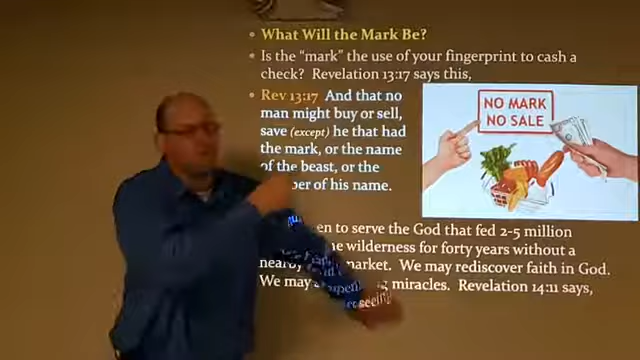 What Will the Mark Be?
Is the "mark" the use of your fingerprint to cash a
check? Revelation 13:17 says this,
Rev 13:17 And that no
man might buy or sell,
save (except) he that had
the mark, or the name
of the beast, or the
of his name.
NO MARK
NO SALE
to serve the God that fed 2-5 million
wilderness for forty years without a
market. We may rediscover faith in God.
We may miracles. Revelation 14:11 says,
seeing